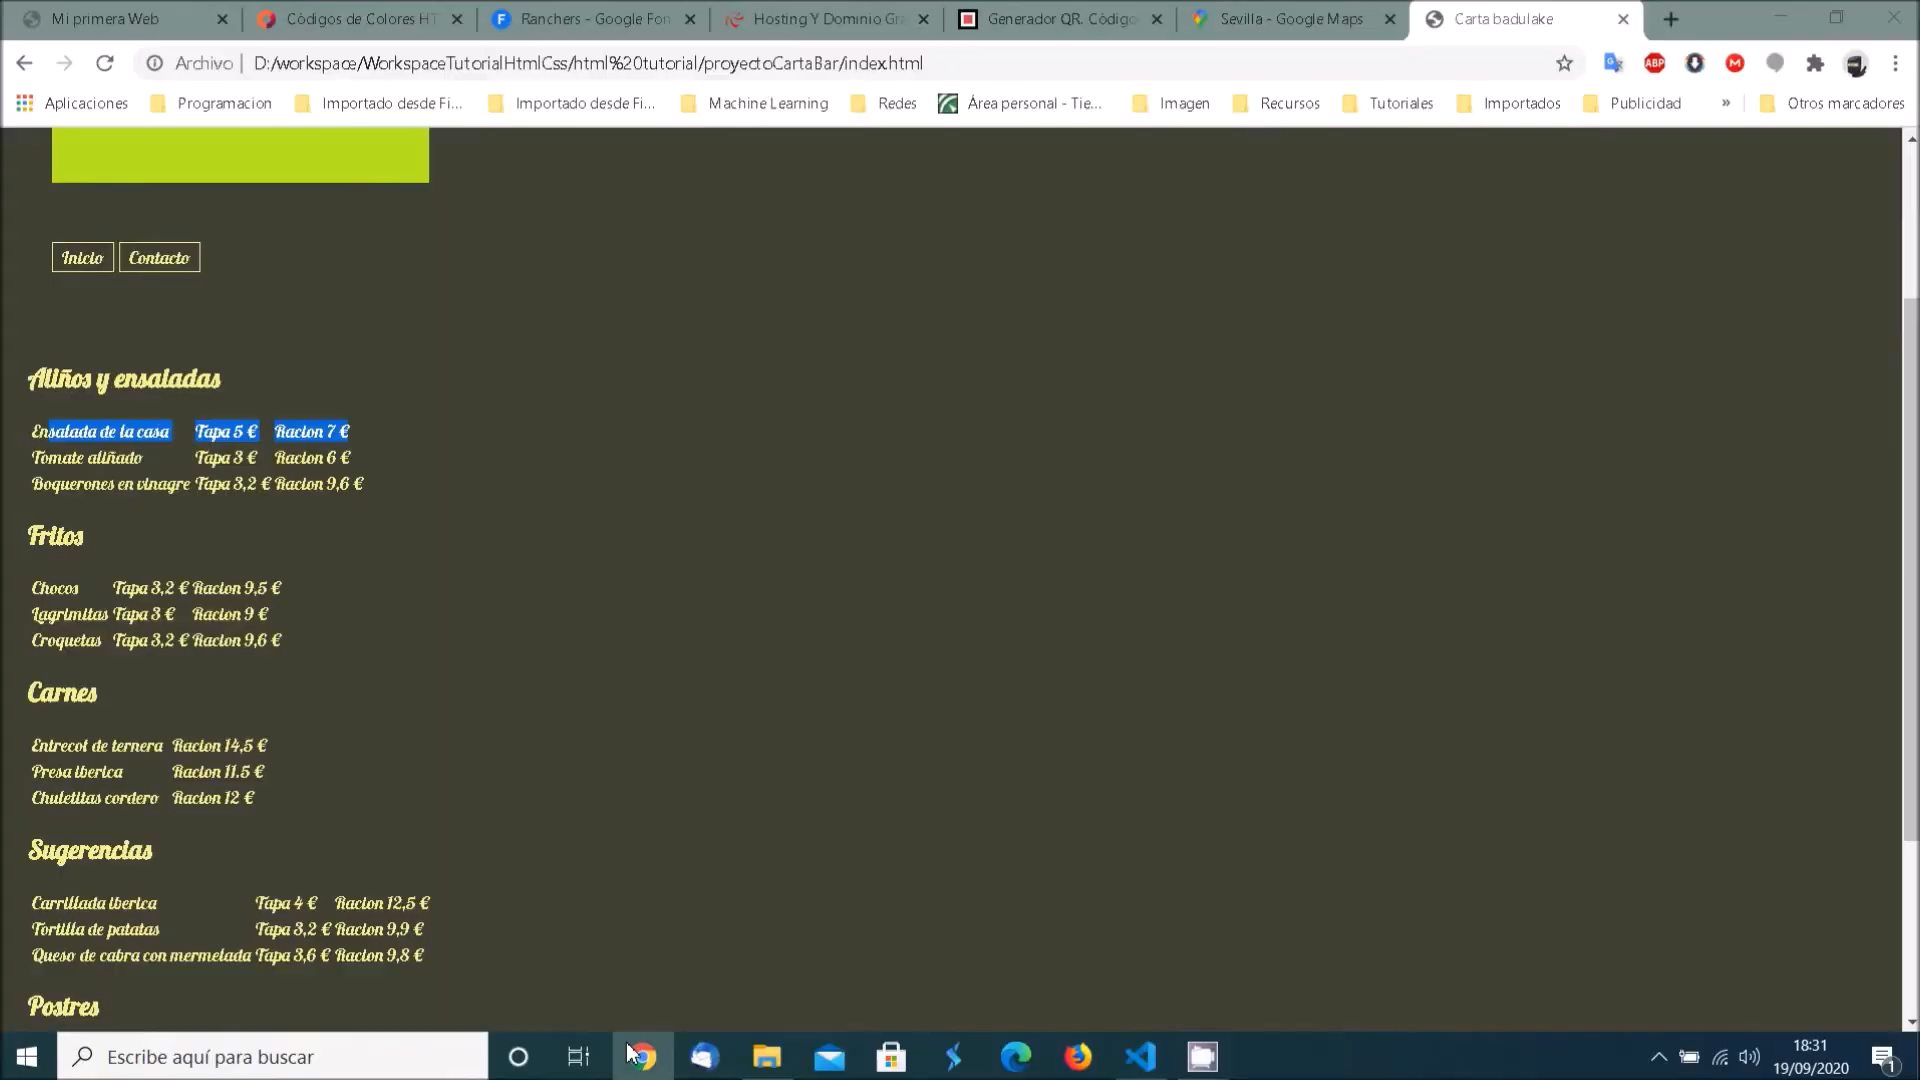 Mi primera Web
Códigos de Colores HT
Ranchers - Google Fon
Hosting Y Dominio Gra
Generador QR. Código
Sevilla - Google Maps
Carta badulake
Archivo D:/workspace/WorkspaceTutorialHtmlCss/html%20tutorial/proyectoCartaBar/index.html
Aplicaciones Programacion Importado desde Fi... Importado desde Fi... Machine Learning Redes Área personal - Tie... Imagen Recursos Tutoriales Importados Publicidad » Otros marcadores
Inicio Contacto
Aliños y ensaladas
Ensalada de la casa Tapa 5 € Racion 7 €
Tomate aliñado Tapa 3 € Racion 6 €
Boquerones en vinagre Tapa 3,2 € Racion 9,6 €
Fritos
Chocos Tapa 3,2 € Racion 9,5 €
Lagrimitas Tapa 3 € Racion 9 €
Croquetas Tapa 3,2 € Racion 9,6 €
Carnes
Entrecot de ternera Racion 14,5 €
Presa iberica Racion 11.5 €
Chuletitas cordero Racion 12 €
Sugerencias
Carrillada iberica Tapa 4 € Racion 12,5 €
Tortilla de patatas Tapa 3,2 € Racion 9,9 €
Queso de cabra con mermelada Tapa 3,6 € Racion 9,8 €
Postres
Escribe aquí para buscar
18:31
19/09/2020
1